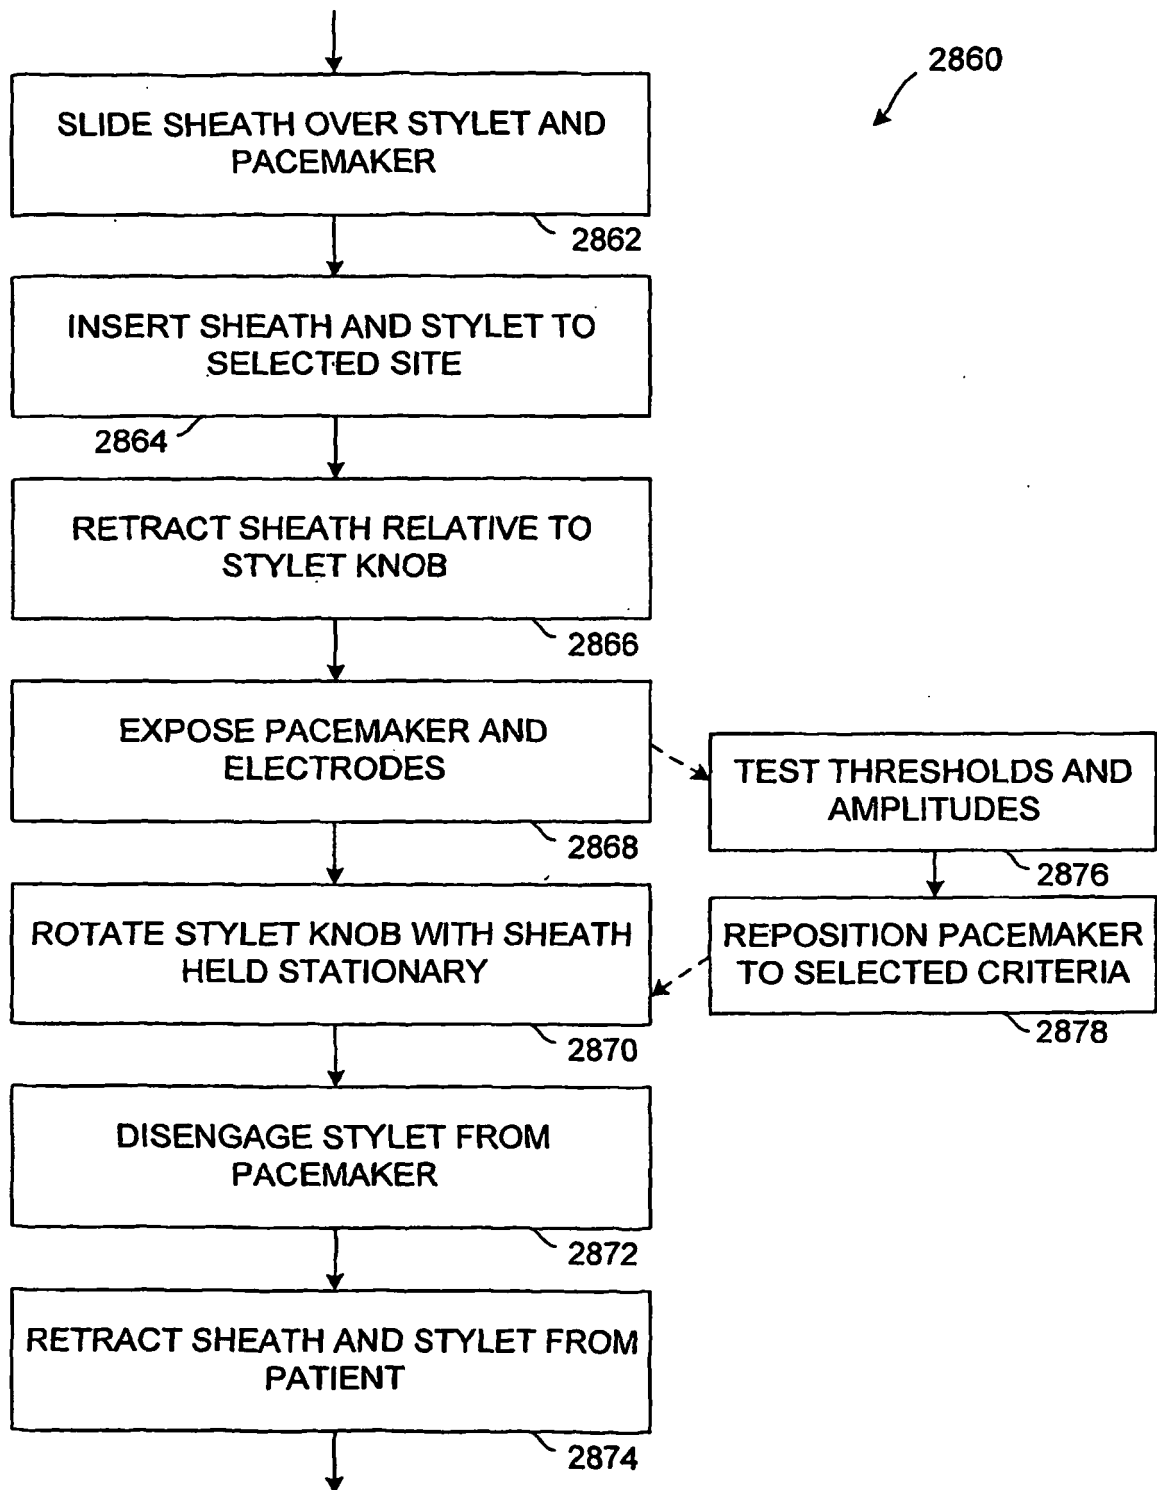 2860
SLIDE SHEATH OVER STYLET AND
PACEMAKER
2862
INSERT SHEATH AND STYLET TO
SELECTED SITE
2864
RETRACT SHEATH RELATIVE TO
STYLET KNOB
2866
EXPOSE PACEMAKER AND
ELECTRODES
2868
TEST THRESHOLDS AND
AMPLITUDES
2876
ROTATE STYLET KNOB WITH SHEATH
HELD STATIONARY
2870
REPOSITION PACEMAKER
TO SELECTED CRITERIA
2878
DISENGAGE STYLET FROM
PACEMAKER
2872
RETRACT SHEATH AND STYLET FROM
PATIENT
2874